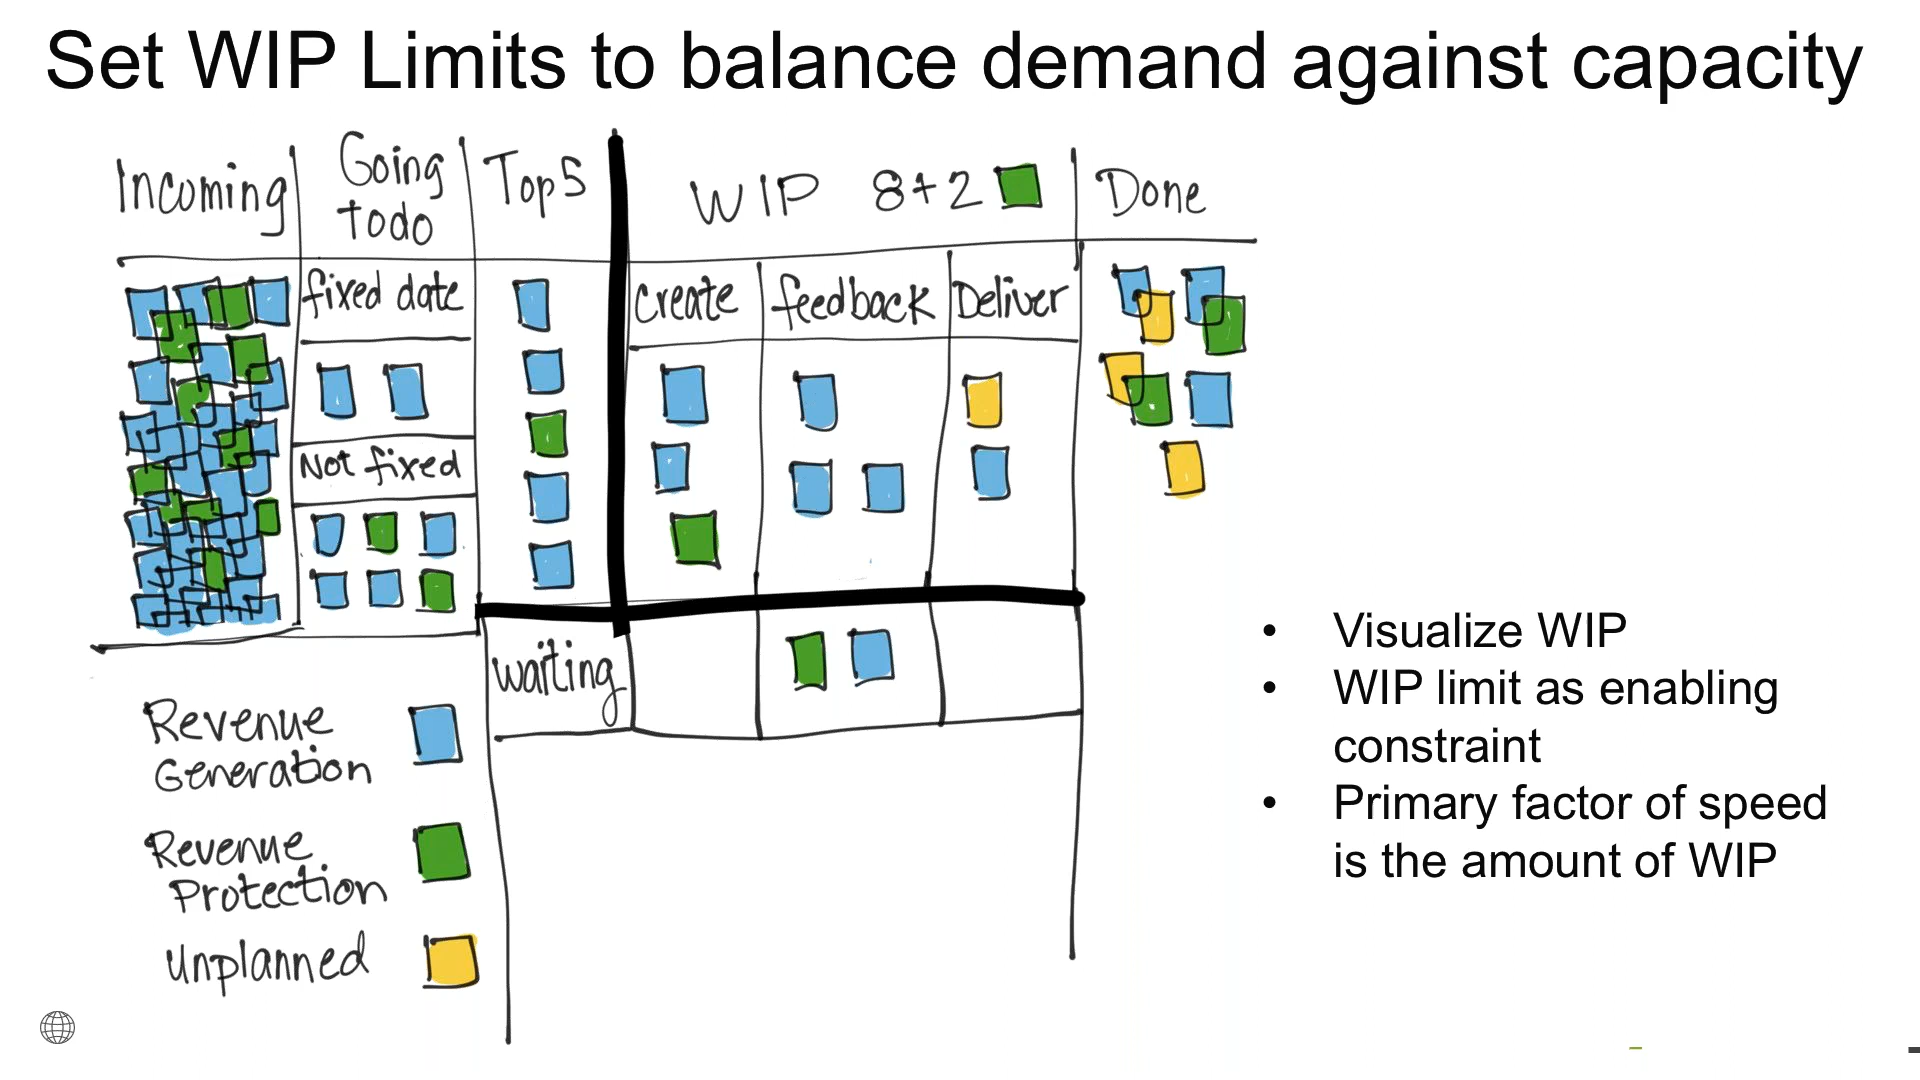 Set WIP Limits to balance demand against capacity
Incoming
Going
todo
Top 5
WIP 8+2
Done
fixed date
Create
feedback
Deliver
Not fixed
waiting
Revenue
Generation
Revenue
Protection
Unplanned
• Visualize WIP
• WIP limit as enabling
constraint
• Primary factor of speed
is the amount of WIP